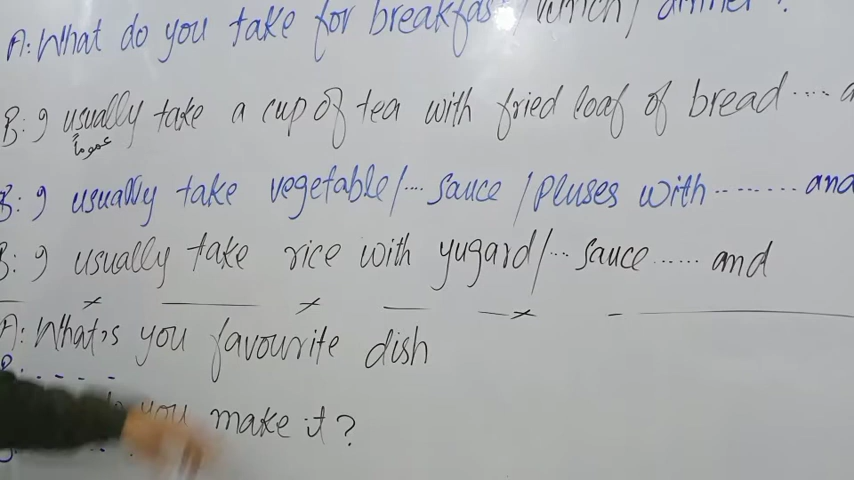 A: What do you take for breakfast / lunch / dinner ?
B: I usually take a cup of tea with fried loaf of bread ....
عموماً
B: I usually take vegetable/... sauce / pluses with ....... and
B: I usually take rice with yugard/... sauce ...... and
A: What's you favourite dish
B: - - - -
you make it?